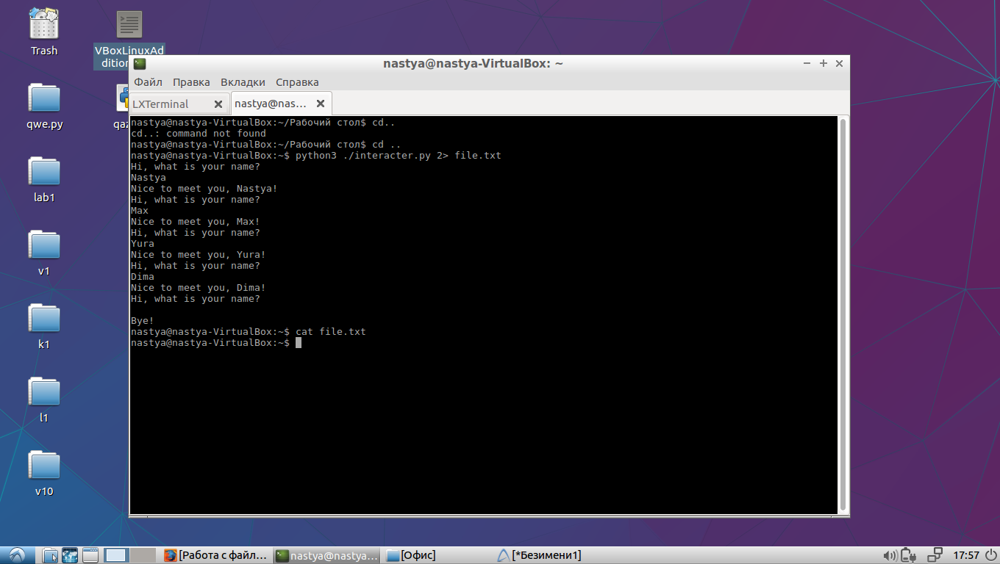 Trash
VBoxLinuxAd
dition
qwe.py
qaz
lab1
v1
k1
l1
v10
nastya@nastya-VirtualBox: ~
Файл Правка Вкладки Справка
LXTerminal
nastya@nas...
nastya@nastya-VirtualBox:~/Рабочий стол$ cd..
cd..: command not found
nastya@nastya-VirtualBox:~/Рабочий стол$ cd ..
nastya@nastya-VirtualBox:~$ python3 ./interacter.py 2> file.txt
Hi, what is your name?
Nastya
Nice to meet you, Nastya!
Hi, what is your name?
Max
Nice to meet you, Max!
Hi, what is your name?
Yura
Nice to meet you, Yura!
Hi, what is your name?
Dima
Nice to meet you, Dima!
Hi, what is your name?
Bye!
nastya@nastya-VirtualBox:~$ cat file.txt
nastya@nastya-VirtualBox:~$
[Работа с файл...
nastya@nastya...
[Офис]
[*Безимени1]
17:57